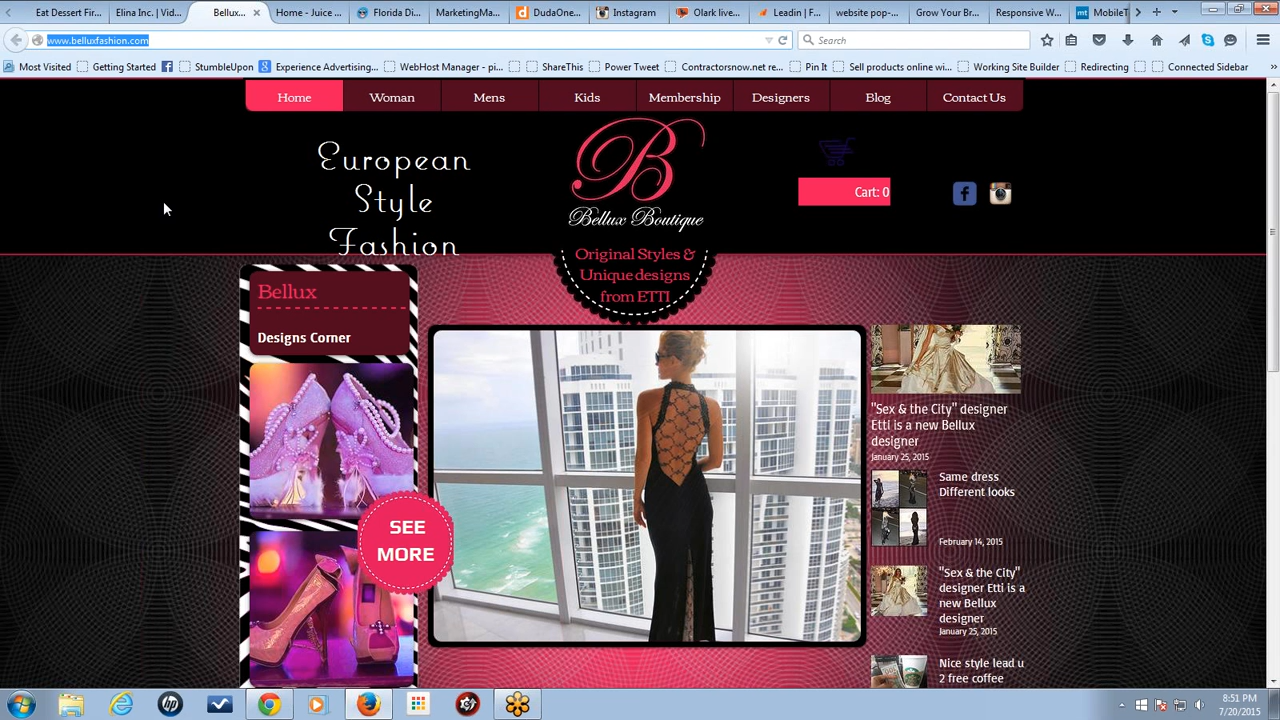 Eat Dessert Fir...
Elina Inc. | Vid...
Bellux...
Home - Juice ...
Florida Di...
MarketingMa...
DudaOne...
Instagram
Olark live...
Leadin | F...
website pop-...
Grow Your Br...
Responsive W...
MobileT
www.belluxfashion.com
Search
Most Visited
Getting Started
StumbleUpon
Experience Advertising...
WebHost Manager - pi...
ShareThis
Power Tweet
Contractorsnow.net re...
Pin It
Sell products online wi...
Working Site Builder
Redirecting
Connected Sidebar
Home
Woman
Mens
Kids
Membership
Designers
Blog
Contact Us
European
Style
Fashion
B
Bellux Boutique
Cart: 0
Original Styles &
Unique designs
from ETTI
Bellux
Designs Corner
SEE
MORE
"Sex & the City" designer
Etti is a new Bellux
designer
January 25, 2015
Same dress
Different looks
February 14, 2015
"Sex & the City"
designer Etti is a
new Bellux
designer
January 25, 2015
Nice style lead u
2 free coffee
8:51 PM
7/20/2015